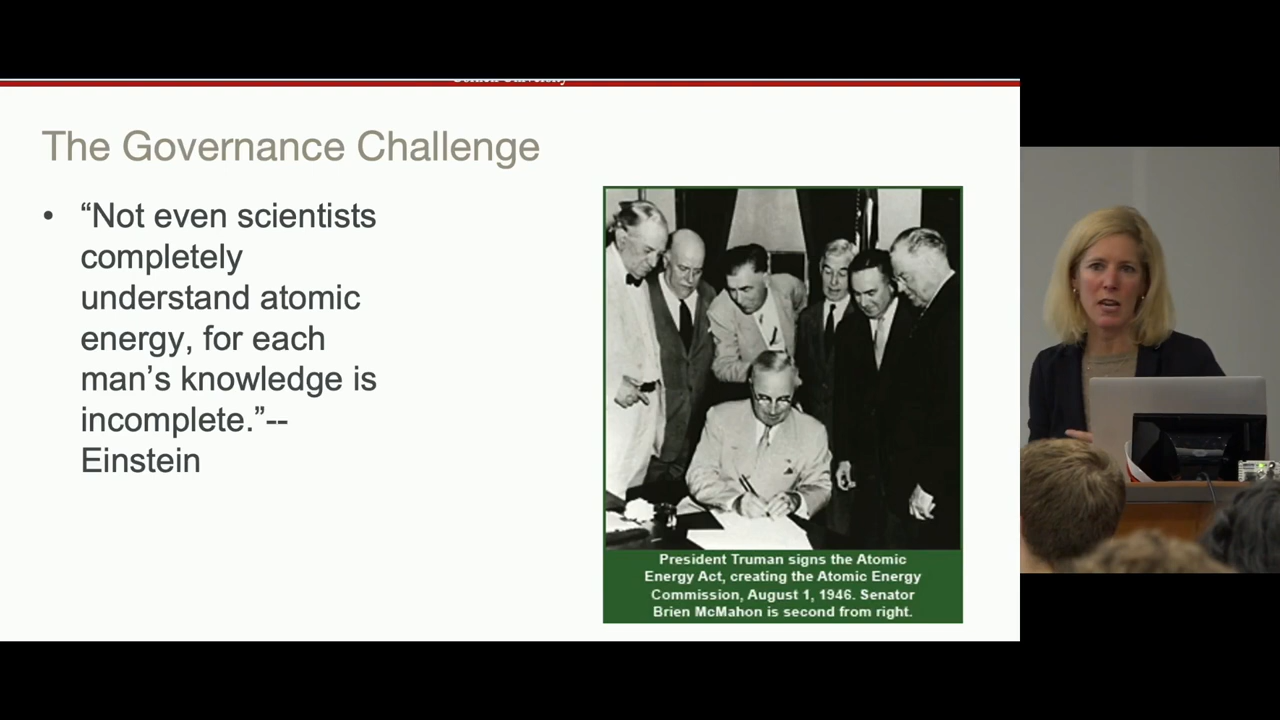 The Governance Challenge
• “Not even scientists
completely
understand atomic
energy, for each
man’s knowledge is
incomplete.”--
Einstein
President Truman signs the Atomic
Energy Act, creating the Atomic Energy
Commission, August 1, 1946. Senator
Brien McMahon is second from right.